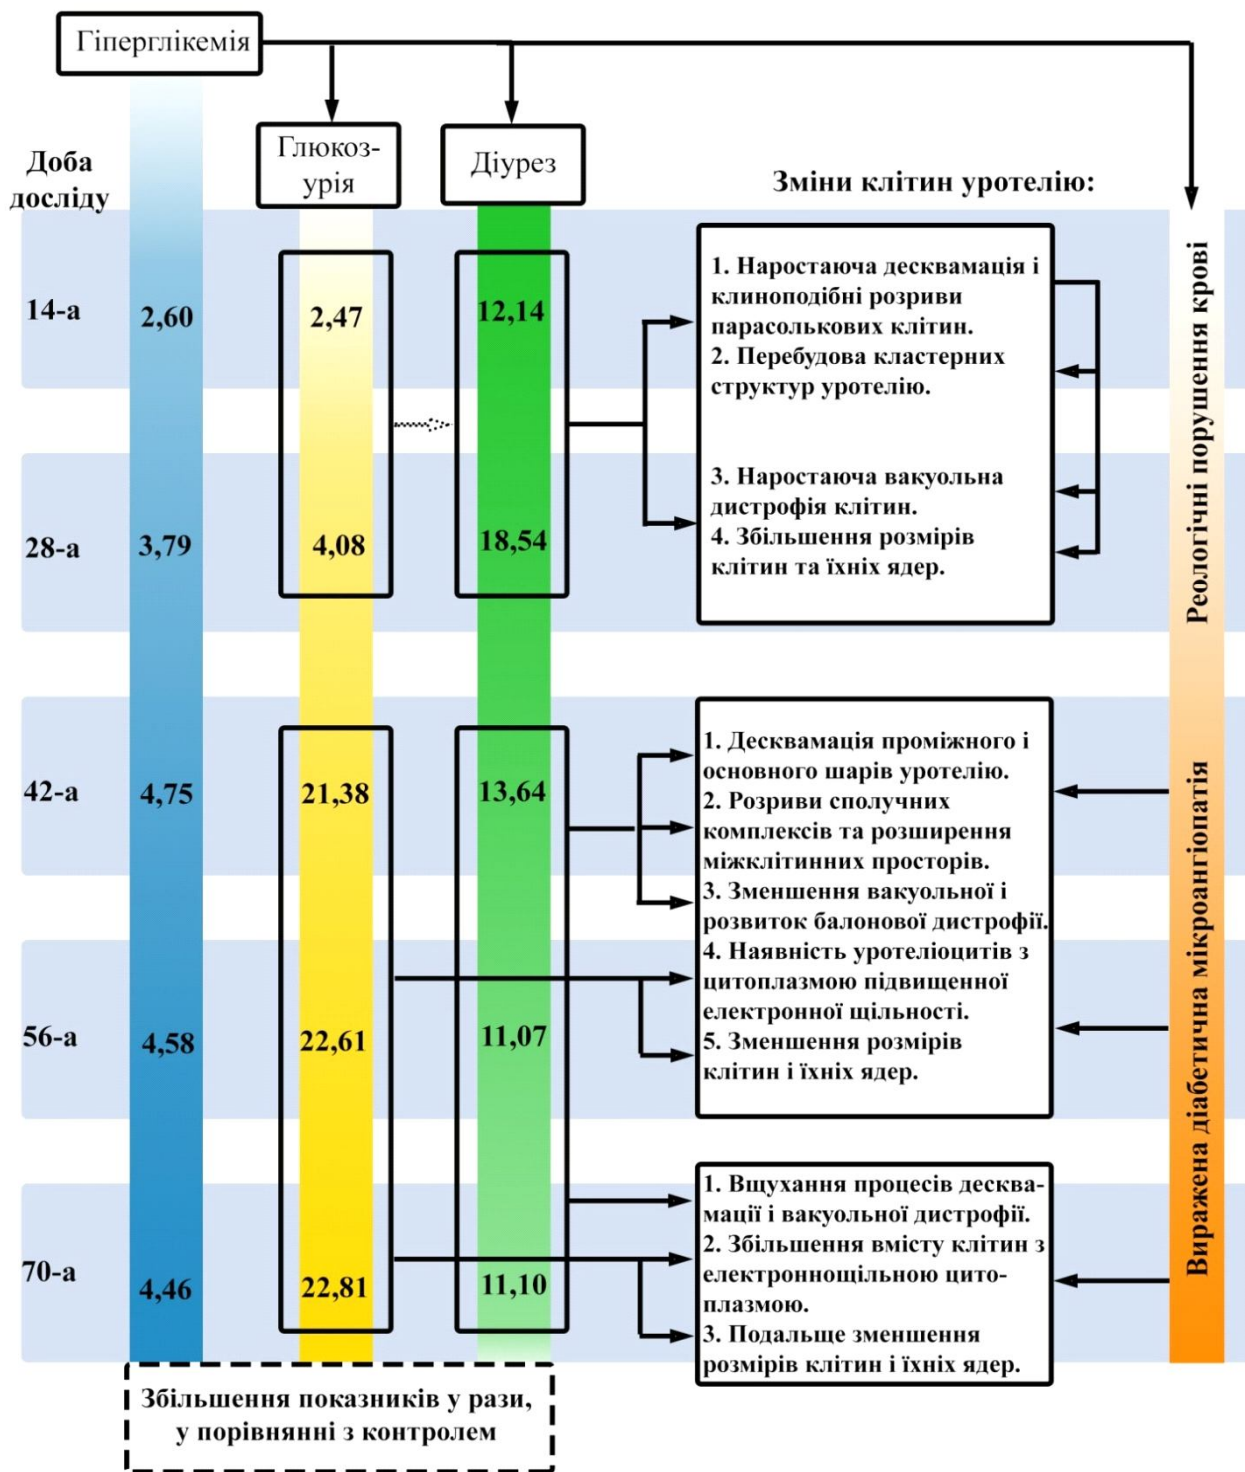 Гіперглікемія
Глюкоз-
урія
Діурез
Доба
досліду
Зміни клітин уротелію:
14-а
2,60
2,47
12,14
1. Наростаюча десквамація і
клиноподібні розриви
парасолькових клітин.
2. Перебудова кластерних
структур уротелію.
28-а
3,79
4,08
18,54
3. Наростаюча вакуольна
дистрофія клітин.
4. Збільшення розмірів
клітин та їхніх ядер.
Реологічні порушення крові
42-а
4,75
21,38
13,64
1. Десквамація проміжного і
основного шарів уротелію.
2. Розриви сполучних
комплексів та розширення
міжклітинних просторів.
3. Зменшення вакуольної і
розвиток балонової дистрофії.
56-а
4,58
22,61
11,07
4. Наявність уротеліоцитів з
цитоплазмою підвищенної
електронної щільності.
5. Зменшення розмірів
клітин і їхніх ядер.
Виражена діабетична мікроангіопатія
70-а
4,46
22,81
11,10
1. Вщухання процесів десква-
мації і вакуольної дистрофії.
2. Збільшення вмісту клітин з
електроннощільною цито-
плазмою.
3. Подальще зменшення
розмірів клітин і їхніх ядер.
Збільшення показників у рази,
у порівнянні з контролем